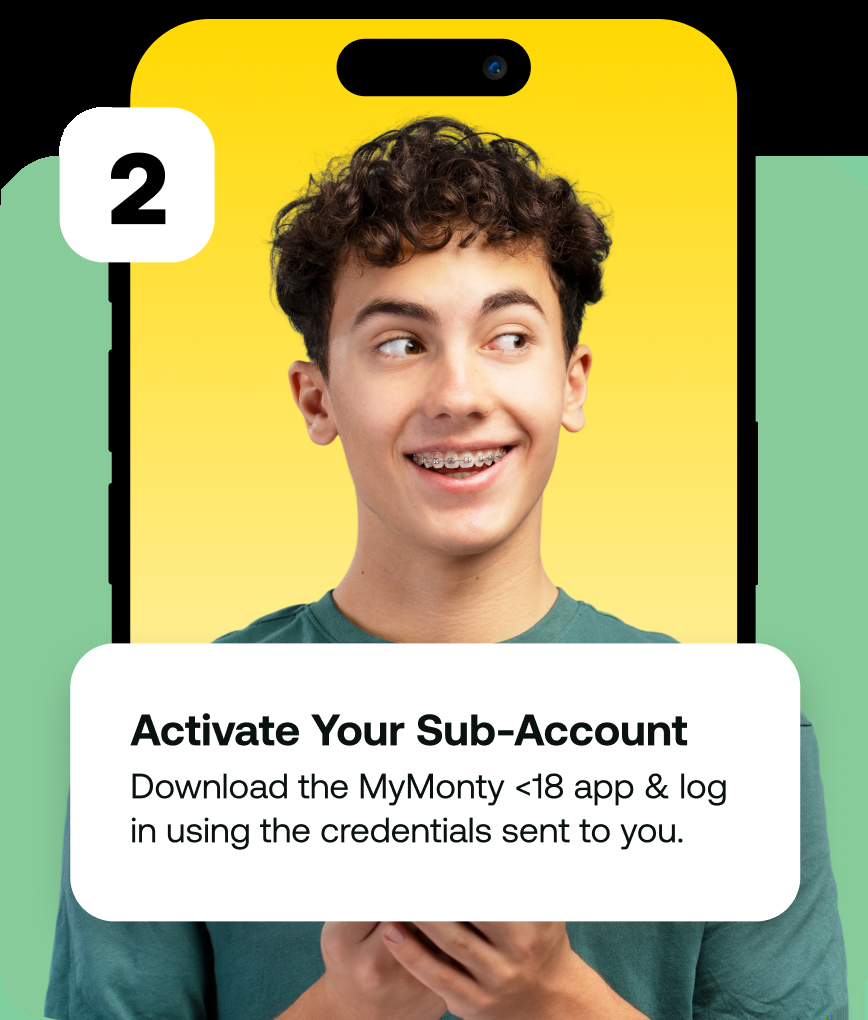 2
Activate Your Sub-Account
Download the MyMonty <18 app & log
in using the credentials sent to you.